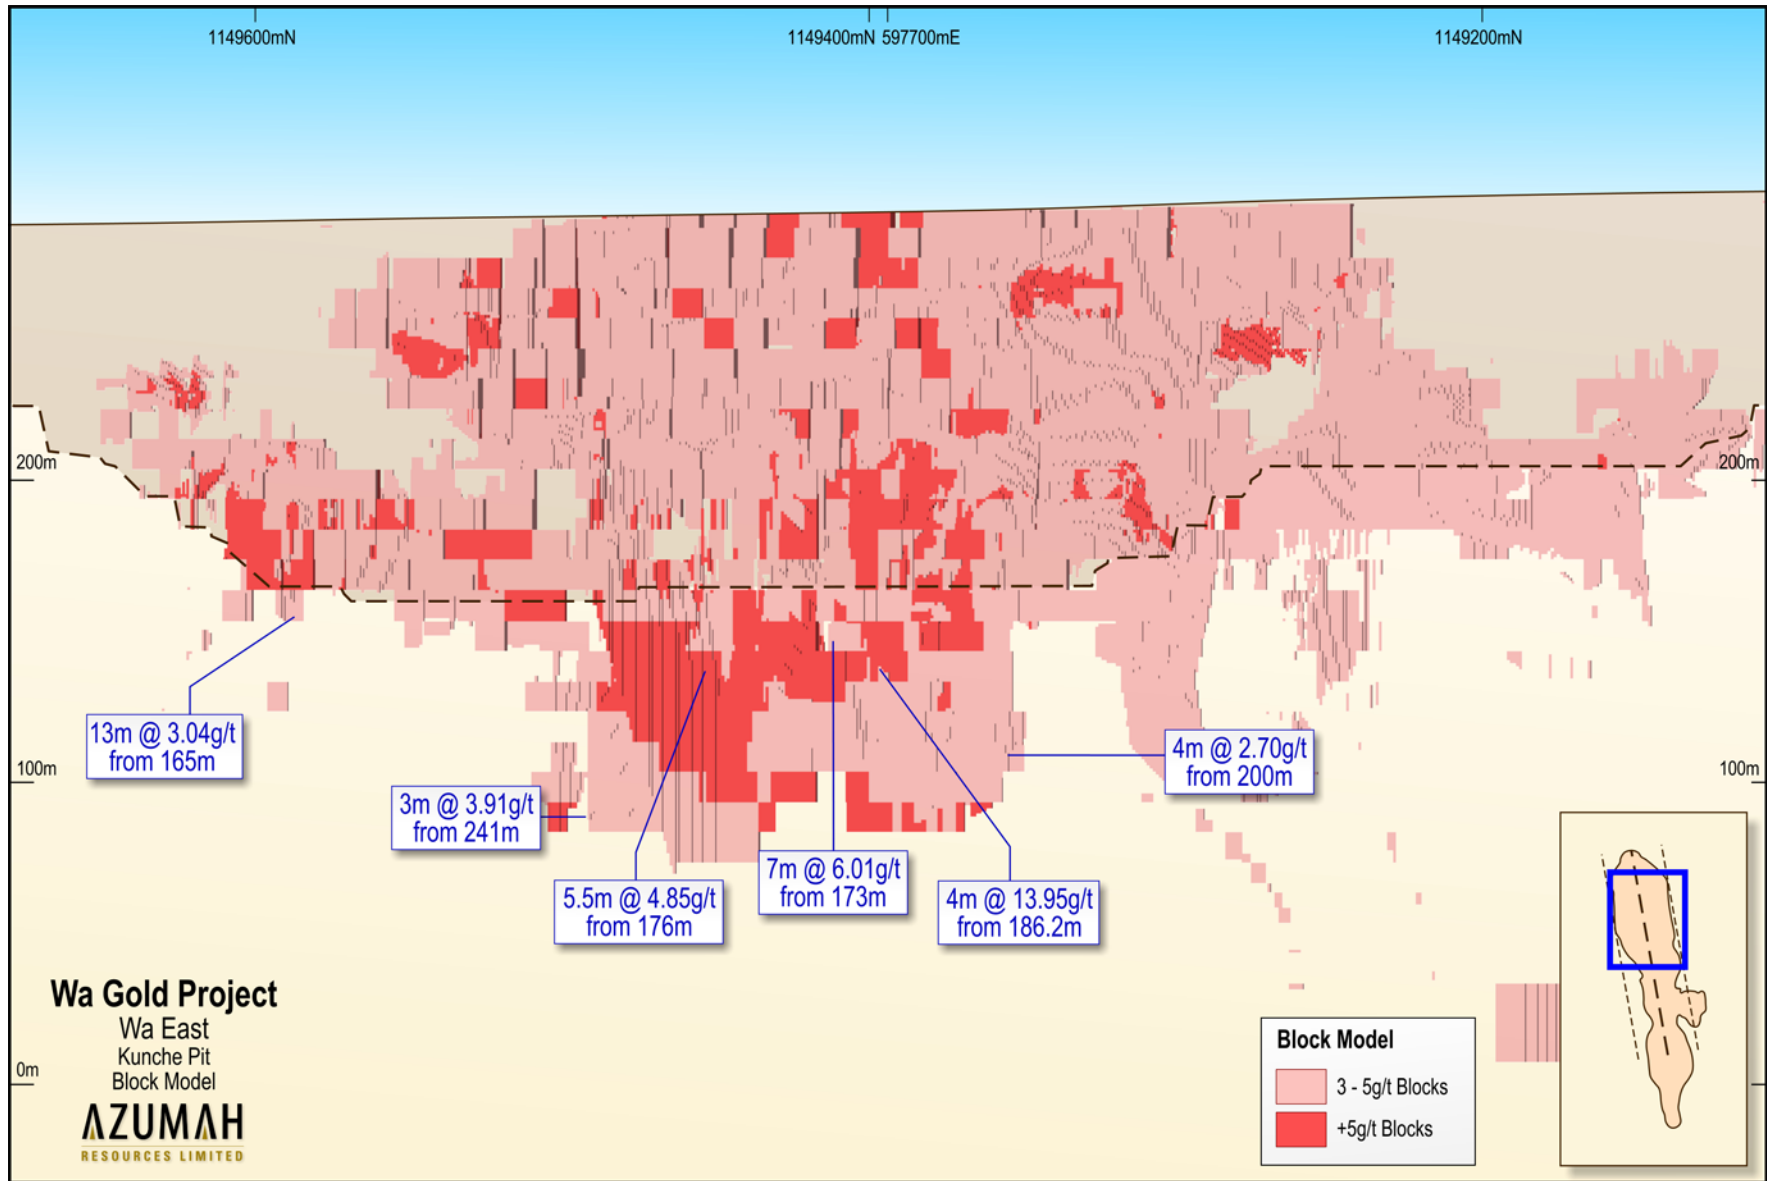 1149600mN
1149400mN 597700mE
1149200mN
200m
200m
13m @ 3.04g/t
from 165m
4m @ 2.70g/t
from 200m
100m
100m
3m @ 3.91g/t
from 241m
7m @ 6.01g/t
from 173m
5.5m @ 4.85g/t
from 176m
4m @ 13.95g/t
from 186.2m
Wa Gold Project
Wa East
Kunche Pit
Block Model
0m
AZUMAH
RESOURCES LIMITED
Block Model
3 - 5g/t Blocks
+5g/t Blocks